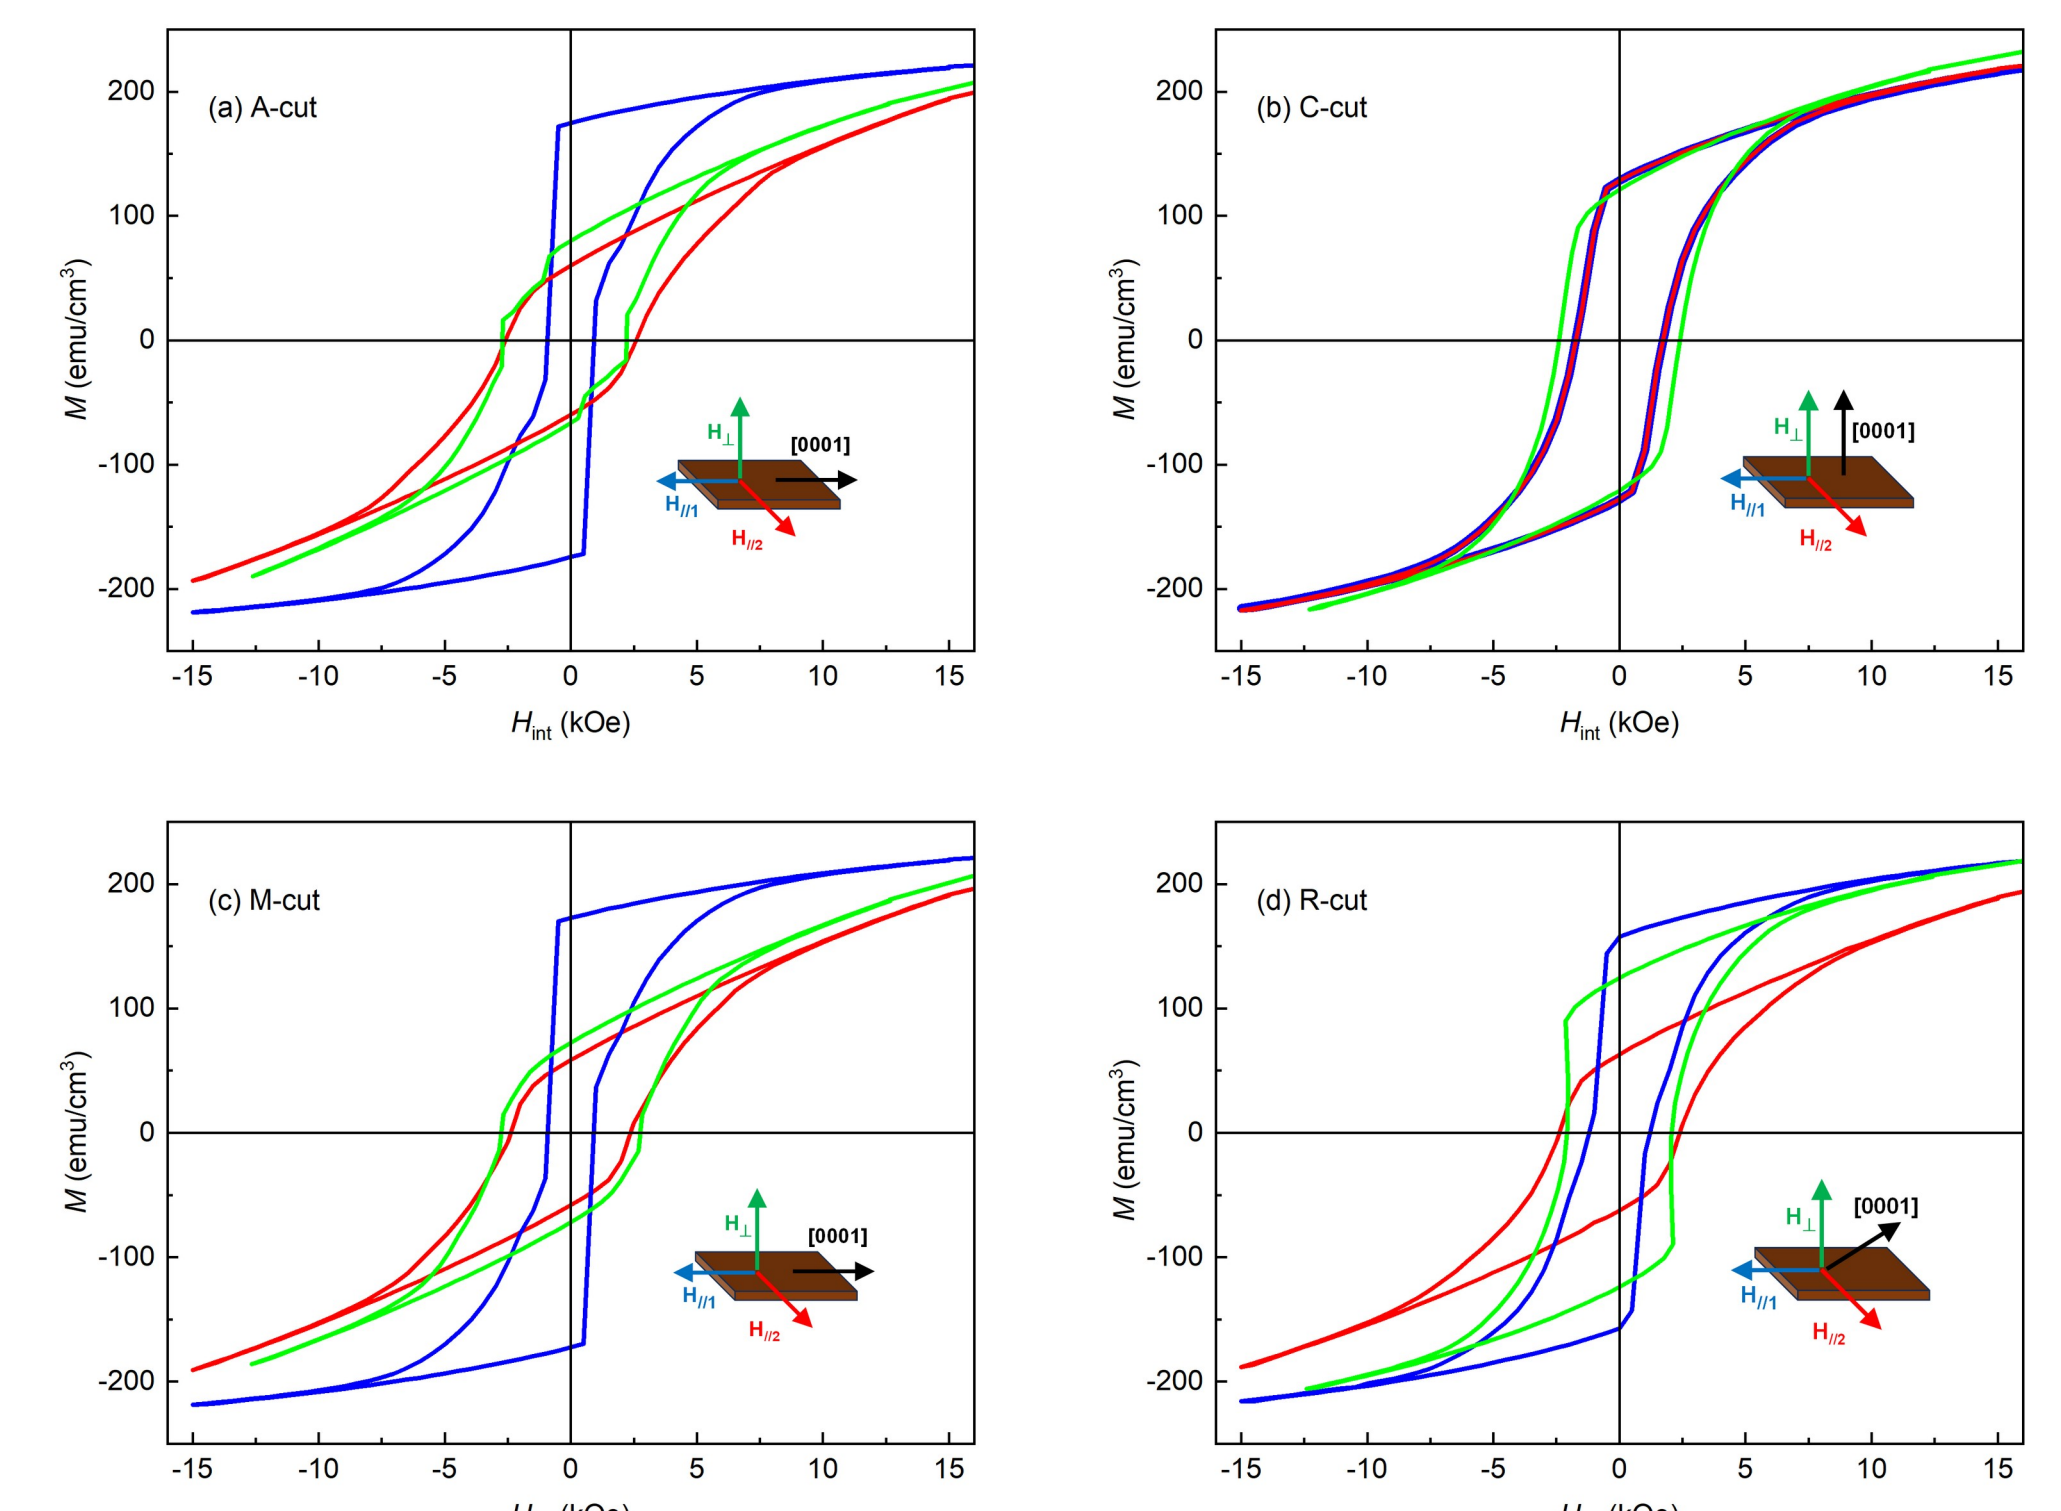 (a) A-cut
M (emu/cm³)
200
100
0
-100
-200
-15 -10 -5 0 5 10 15
H_int (kOe)
H⊥
[0001]
H//1
H//2
(b) C-cut
M (emu/cm³)
200
100
0
-100
-200
-15 -10 -5 0 5 10 15
H_int (kOe)
H⊥
[0001]
H//1
H//2
(c) M-cut
M (emu/cm³)
200
100
0
-100
-200
-15 -10 -5 0 5 10 15
H⊥
[0001]
H//1
H//2
(d) R-cut
M (emu/cm³)
200
100
0
-100
-200
-15 -10 -5 0 5 10 15
H⊥
[0001]
H//1
H//2